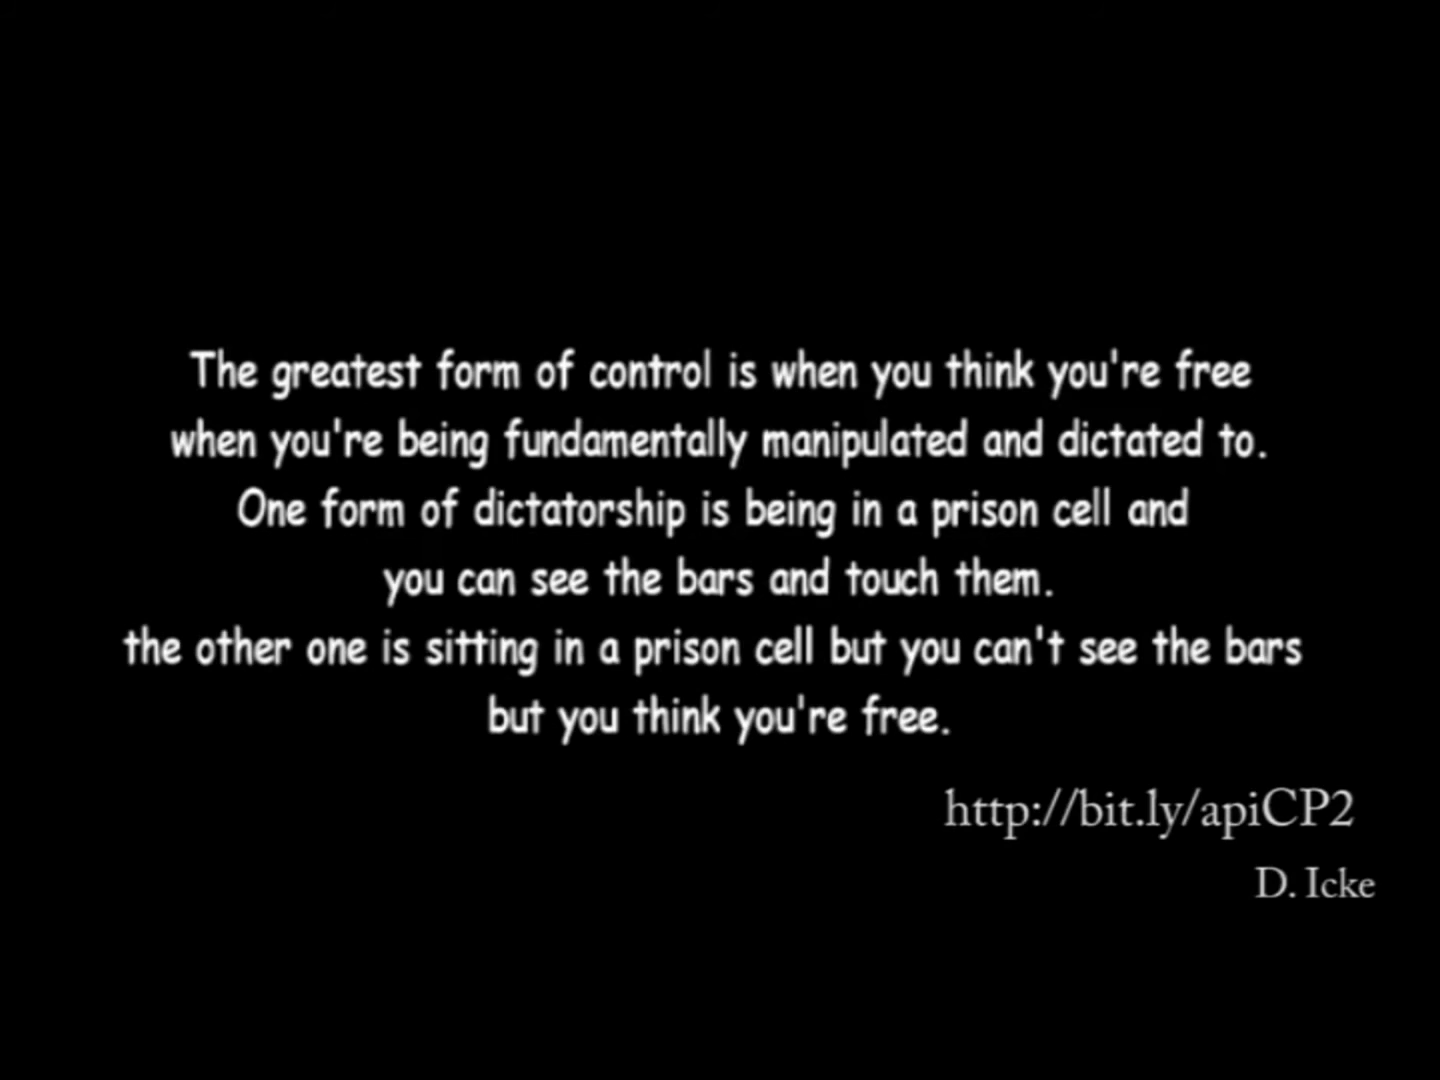 The greatest form of control is when you think you're free
when you're being fundamentally manipulated and dictated to.
One form of dictatorship is being in a prison cell and
you can see the bars and touch them.
the other one is sitting in a prison cell but you can't see the bars
but you think you're free.
http://bit.ly/apiCP2
D. Icke